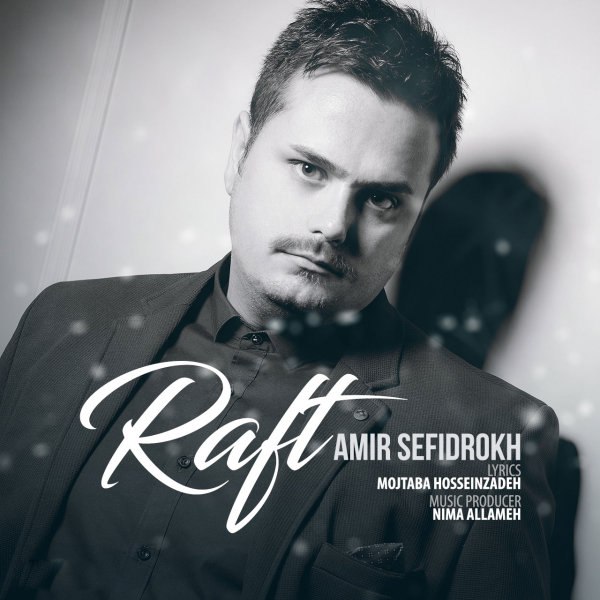 Raft
AMIR SEFIDROKH
LYRICS
MOJTABA HOSSEINZADEH
MUSIC PRODUCER
NIMA ALLAMEH